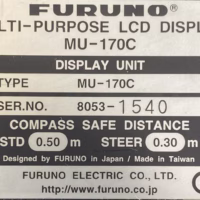 FURUNO®
LTI-PURPOSE LCD DISPL
MU-170C
DISPLAY UNIT
TYPE MU-170C
SER.NO. 8053-1540
COMPASS SAFE DISTANCE
STD 0.50 m STEER 0.30 m
Designed by FURUNO in Japan / Made in Taiwan
FURUNO ELECTRIC CO., LTD.
http://www.furuno.co.jp